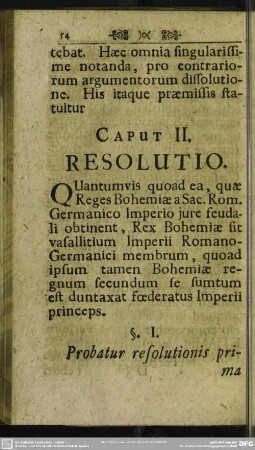 54
tebat. Hæc omnia ſingulariſſi-
me notanda, pro contrario-
rum argumentorum diſſolutio-
ne. His itaque præmiſſis ſta-
tuitur
CAPUT II.
RESOLUTIO.
QUantumvis quoad ea, quæ
Reges Bohemiæ a Sac. Rom.
Germanico Imperio jure feuda-
li obtinent, Rex Bohemiæ ſit
vaſallitium Imperii Romano-
Germanici membrum, quoad
ipſum tamen Bohemiæ re-
gnum ſecundum ſe ſumtum
eſt duntaxat fœderatus Imperii
princeps.
§. I.
Probatur reſolutionis pri-
ma
DFG